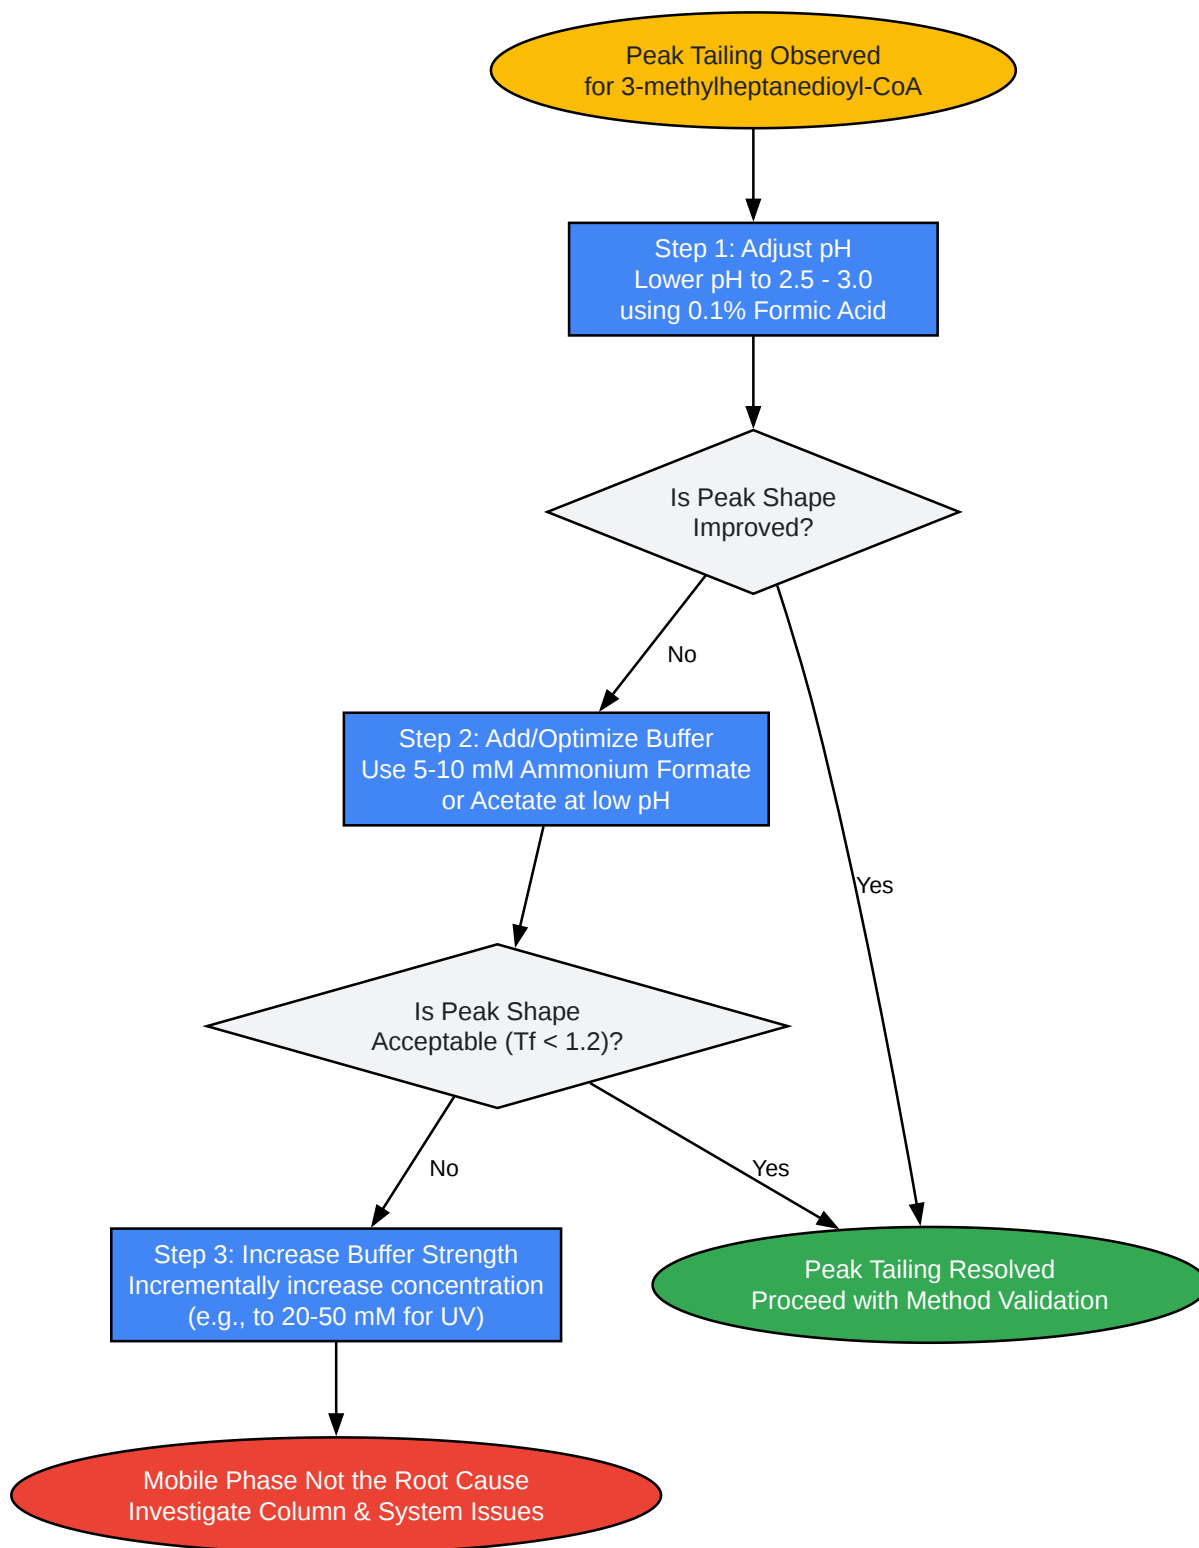 Peak Tailing Observed
for 3-methylheptanedioyl-CoA
Step 1: Adjust pH
Lower pH to 2.5 - 3.0
using 0.1% Formic Acid
Is Peak Shape
Improved?
No
Step 2: Add/Optimize Buffer
Use 5-10 mM Ammonium Formate
or Acetate at low pH
Yes
Is Peak Shape
Acceptable (Tf < 1.2)?
No
Yes
Step 3: Increase Buffer Strength
Incrementally increase concentration
(e.g., to 20-50 mM for UV)
Peak Tailing Resolved
Proceed with Method Validation
Mobile Phase Not the Root Cause
Investigate Column & System Issues